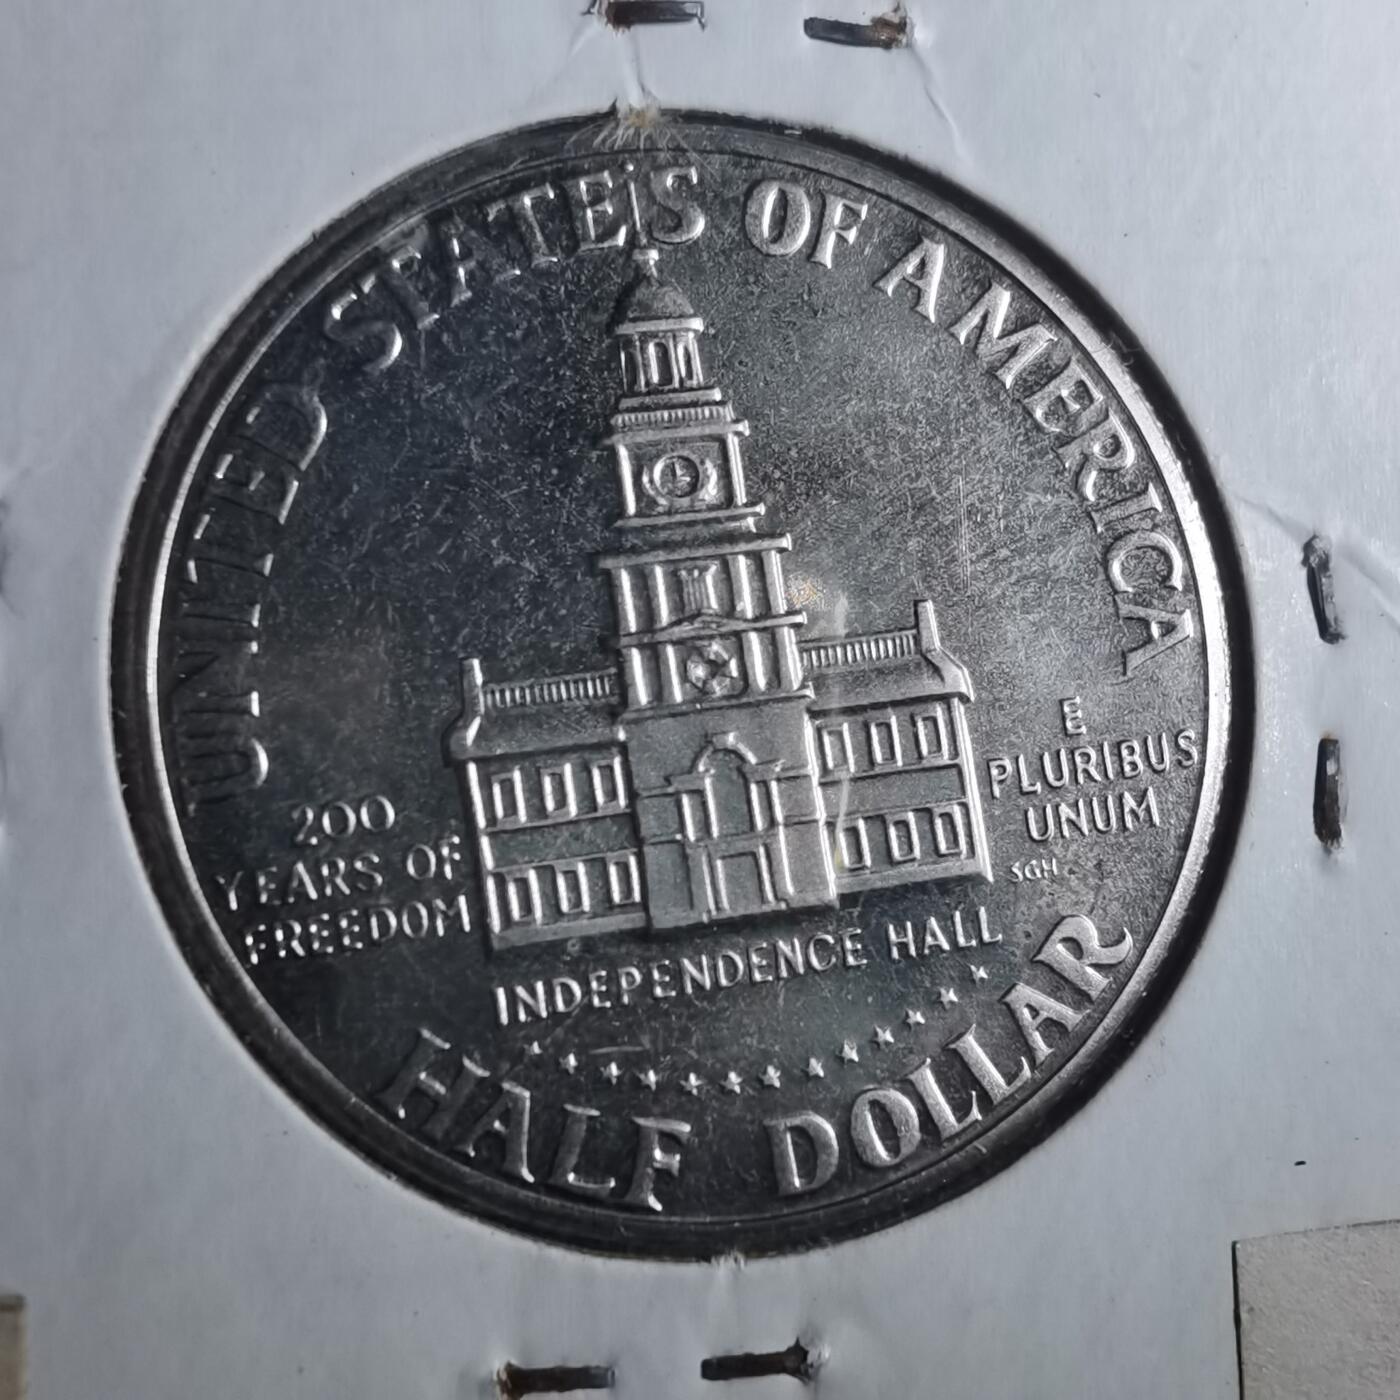 UNITED STATES OF AMERICA
200
YEARS OF
FREEDOM
E
PLURIBUS
UNUM
SGH
INDEPENDENCE HALL
HALF DOLLAR